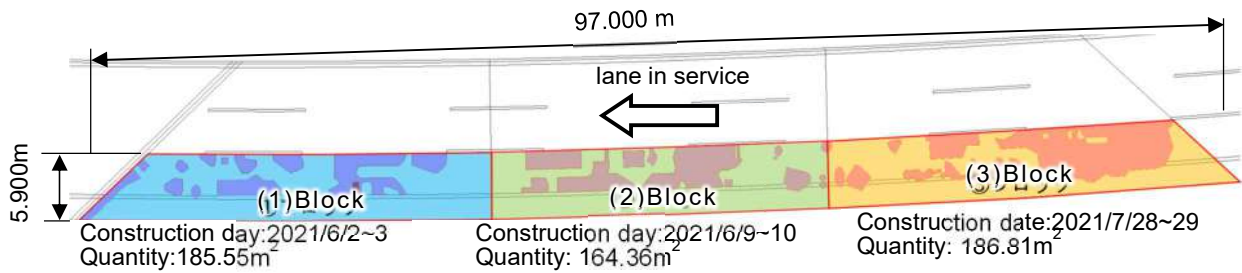 97.000 m
lane in service
5.900m
(1)Block
(2)Block
(3)Block
Construction day:2021/6/2~3
Quantity:185.55m²
Construction day:2021/6/9~10
Quantity: 164.36m²
Construction date:2021/7/28~29
Quantity: 186.81m²